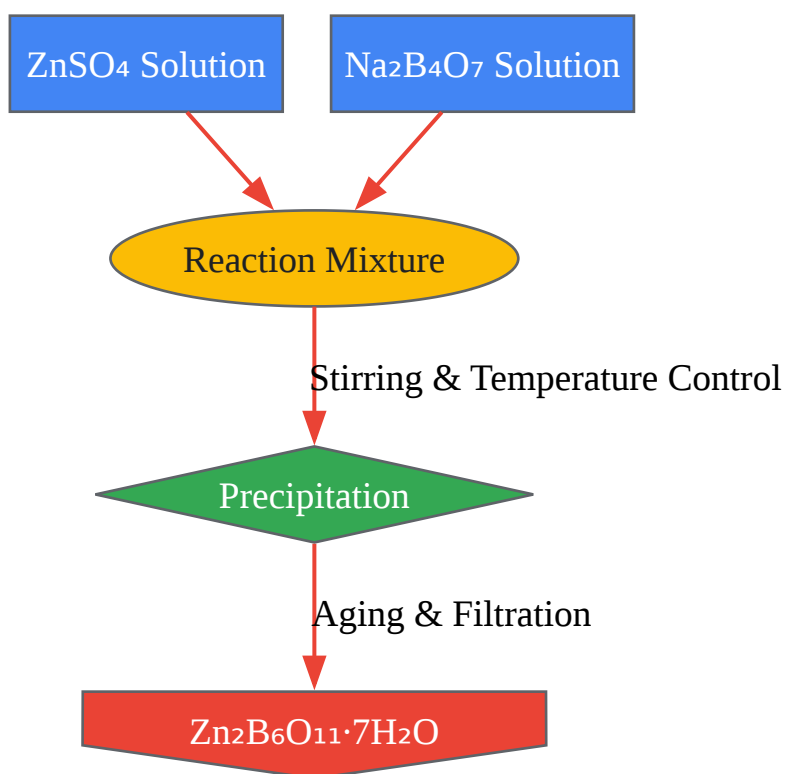 ZnSO₄ Solution
Na₂B₄O₇ Solution
Reaction Mixture
Stirring & Temperature Control
Precipitation
Aging & Filtration
Zn₂B₆O₁₁·7H₂O